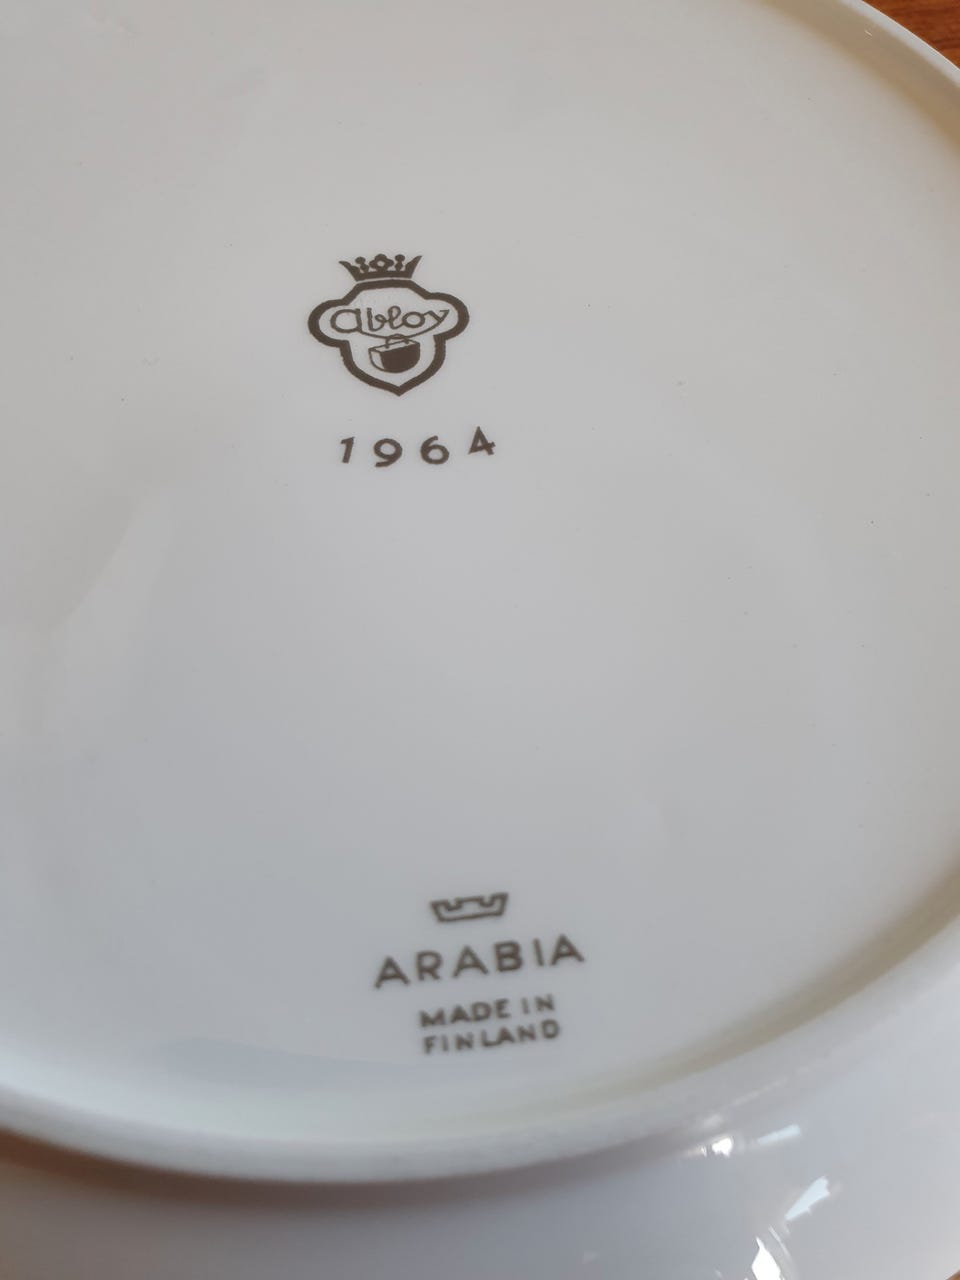 abloy
1964
ARABIA
MADE IN
FINLAND